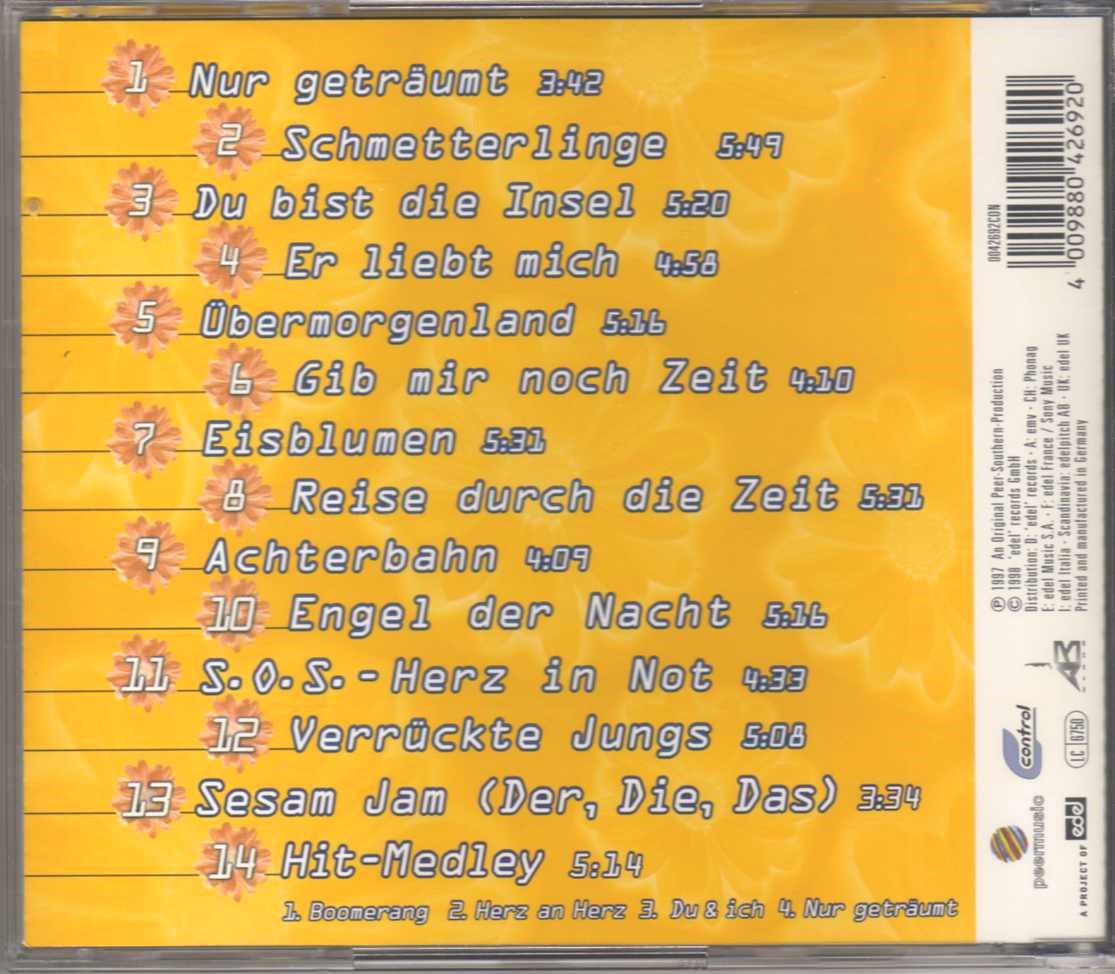 1 Nur geträumt 3:42
2 Schmetterlinge 5:49
3 Du bist die Insel 5:20
4 Er liebt mich 4:58
5 Übermorgenland 5:16
6 Gib mir noch Zeit 4:10
7 Eisblumen 5:31
8 Reise durch die Zeit 5:31
9 Achterbahn 4:09
10 Engel der Nacht 5:16
11 S.O.S.-Herz in Not 4:33
12 Verrückte Jungs 5:08
13 Sesam Jam (Der, Die, Das) 3:34
14 Hit-Medley 5:14
1. Boomerang 2. Herz an Herz 3. Du & ich 4. Nur geträumt
0042692CON
4 009880 426920
℗ 1997 An Original Peer-Southern-Production
© 1998 "edel" records GmbH
Distribution: D: "edel" records · A: emv · CH: Phonag
E: edel Music S.A. · F: edel France / Sony Music
I: edel Italia · Scandinavia: edelpitch AB · UK: edel UK
Printed and manufactured in Germany
control
LC 6750
peermusic
A PROJECT OF edel